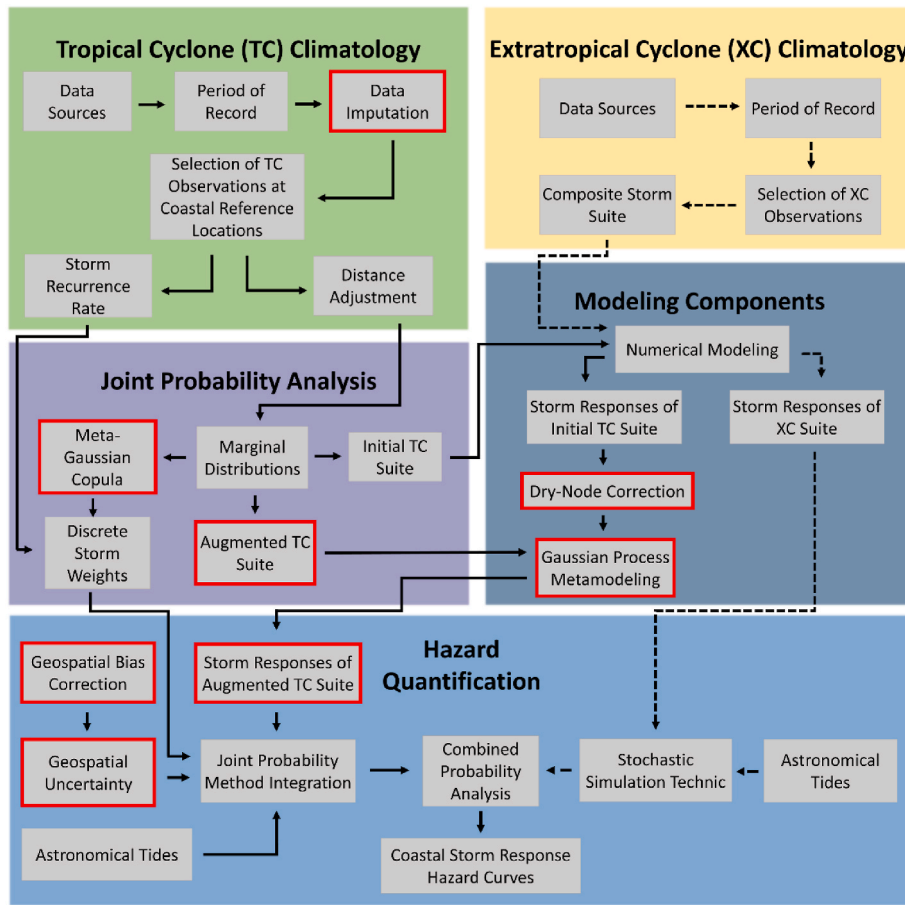 Tropical Cyclone (TC) Climatology
Data
Sources
Period of
Record
Data
Imputation
Selection of TC
Observations at
Coastal Reference
Locations
Storm
Recurrence
Rate
Distance
Adjustment
Extratropical Cyclone (XC) Climatology
Data Sources
Period of
Record
Composite Storm
Suite
Selection of XC
Observations
Joint Probability Analysis
Meta-
Gaussian
Copula
Marginal
Distributions
Initial TC
Suite
Discrete
Storm
Weights
Augmented TC
Suite
Modeling Components
Numerical Modeling
Storm Responses of
Initial TC Suite
Storm Responses of
XC Suite
Dry-Node Correction
Gaussian Process
Metamodeling
Hazard
Quantification
Geospatial Bias
Correction
Storm Responses of
Augmented TC Suite
Geospatial
Uncertainty
Joint Probability
Method Integration
Combined
Probability
Analysis
Stochastic
Simulation Technic
Astronomical
Tides
Astronomical Tides
Coastal Storm Response
Hazard Curves